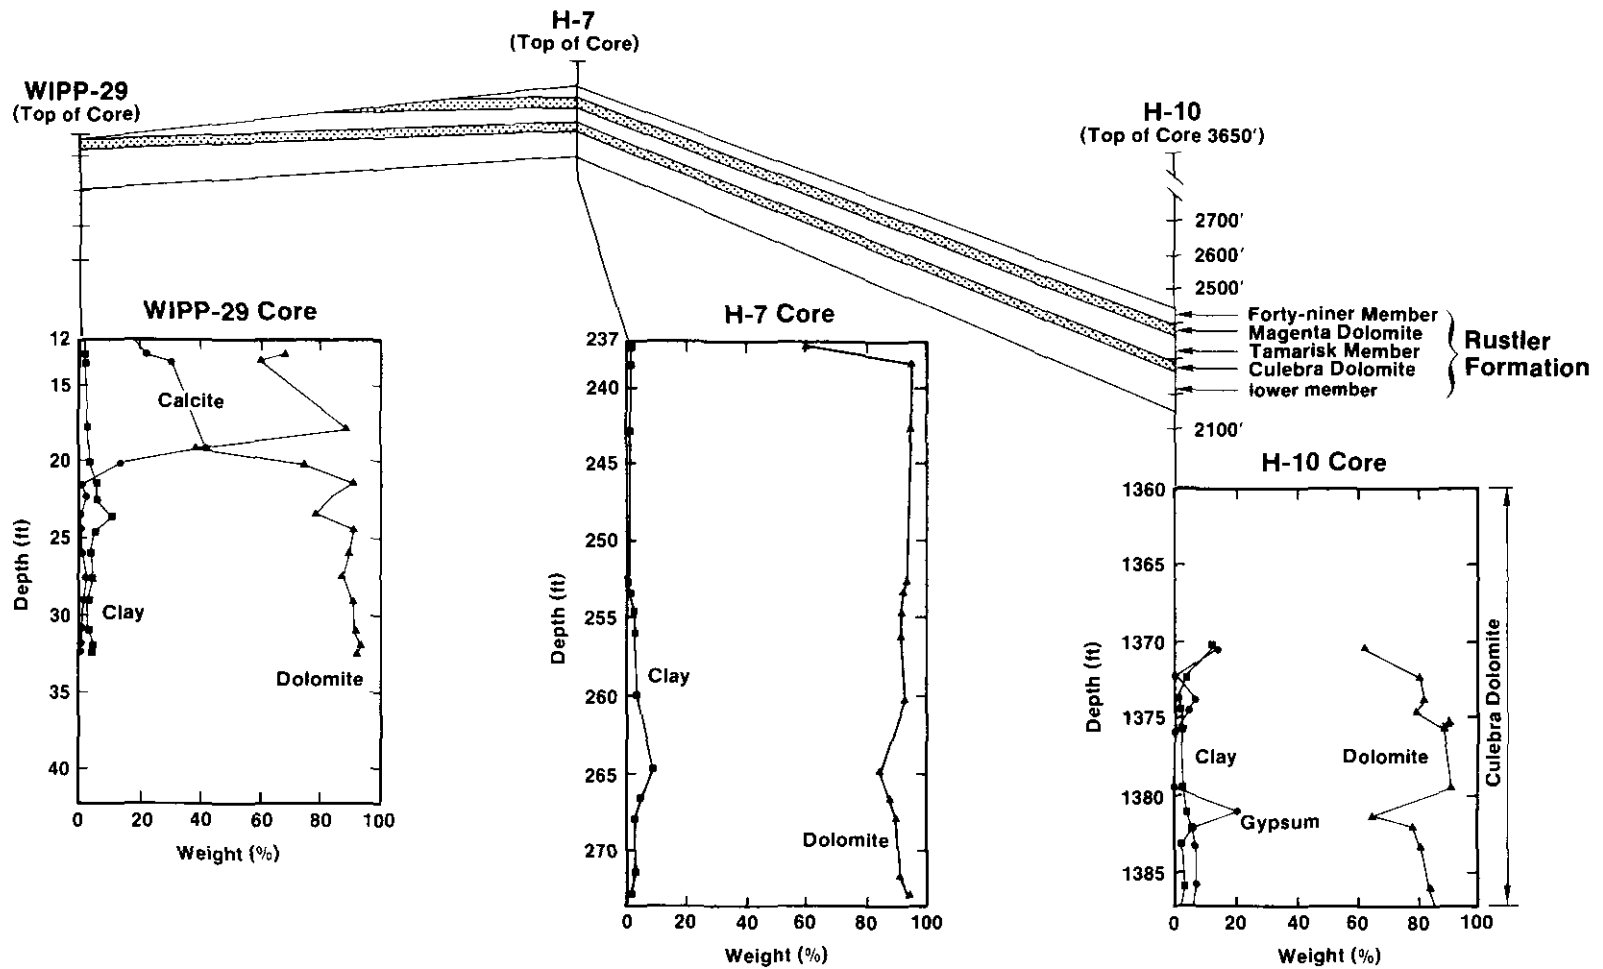 H-7
(Top of Core)
WIPP-29
(Top of Core)
H-10
(Top of Core 3650')
2700'
2600'
2500'
Forty-niner Member
Magenta Dolomite
Tamarisk Member
Culebra Dolomite
lower member
Rustler
Formation
2100'
WIPP-29 Core
12
15
20
25
30
35
40
Depth (ft)
Calcite
Clay
Dolomite
0 20 40 60 80 100
Weight (%)
H-7 Core
237
240
245
250
255
260
265
270
Depth (ft)
Clay
Dolomite
0 20 40 60 80 100
Weight (%)
H-10 Core
1360
1365
1370
1375
1380
1385
Depth (ft)
Clay
Dolomite
Gypsum
Culebra Dolomite
0 20 40 60 80 100
Weight (%)